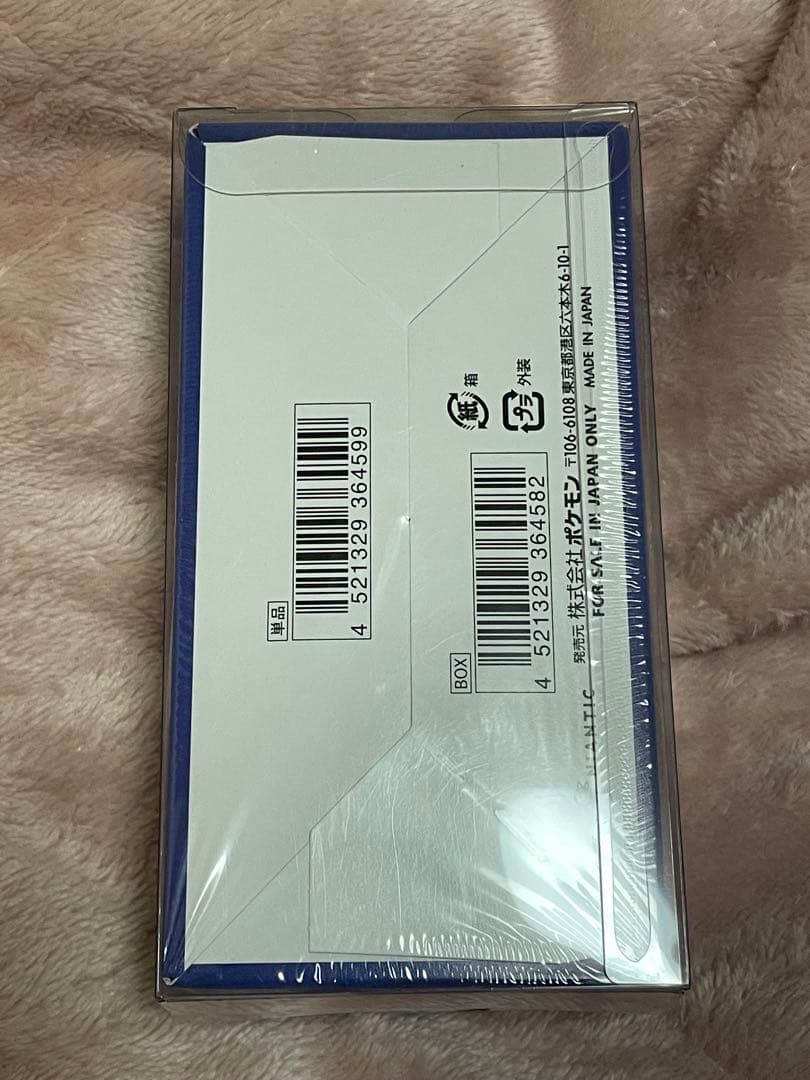 単品
4 521329 364599
BOX
4 521329 364582
紙 箱
プラ 外装
発売元 株式会社 ポケモン 〒106-6108 東京都港区六本木6-10-1
FOR SALE IN JAPAN ONLY MADE IN JAPAN
NIANTIC